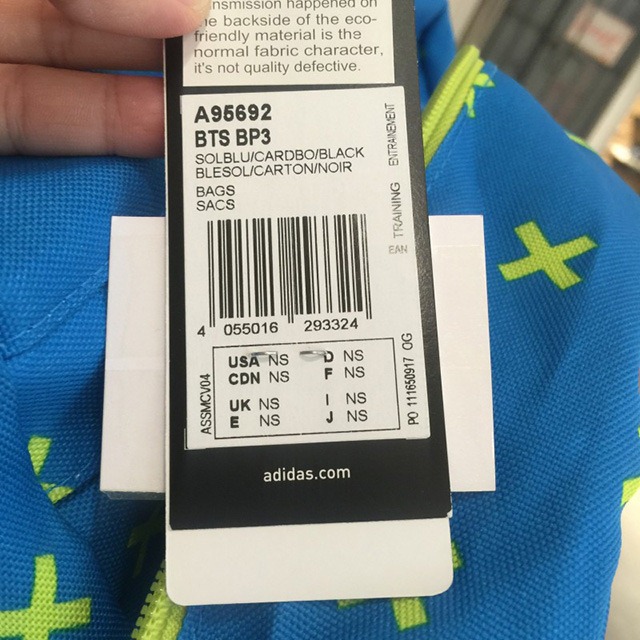 happened on
the backside of the eco-
friendly material is the
normal fabric character,
it's not quality defective.
A95692
BTS BP3
SOLBLU/CARDBO/BLACK
BLESOL/CARTON/NOIR
BAGS
SACS
TRAINING ENTRAINEMENT
EAN
4 055016 293324
ASSMCV04
USA NS D NS
CDN NS F NS
UK NS I NS
E NS J NS
PO 111650917 OG
adidas.com